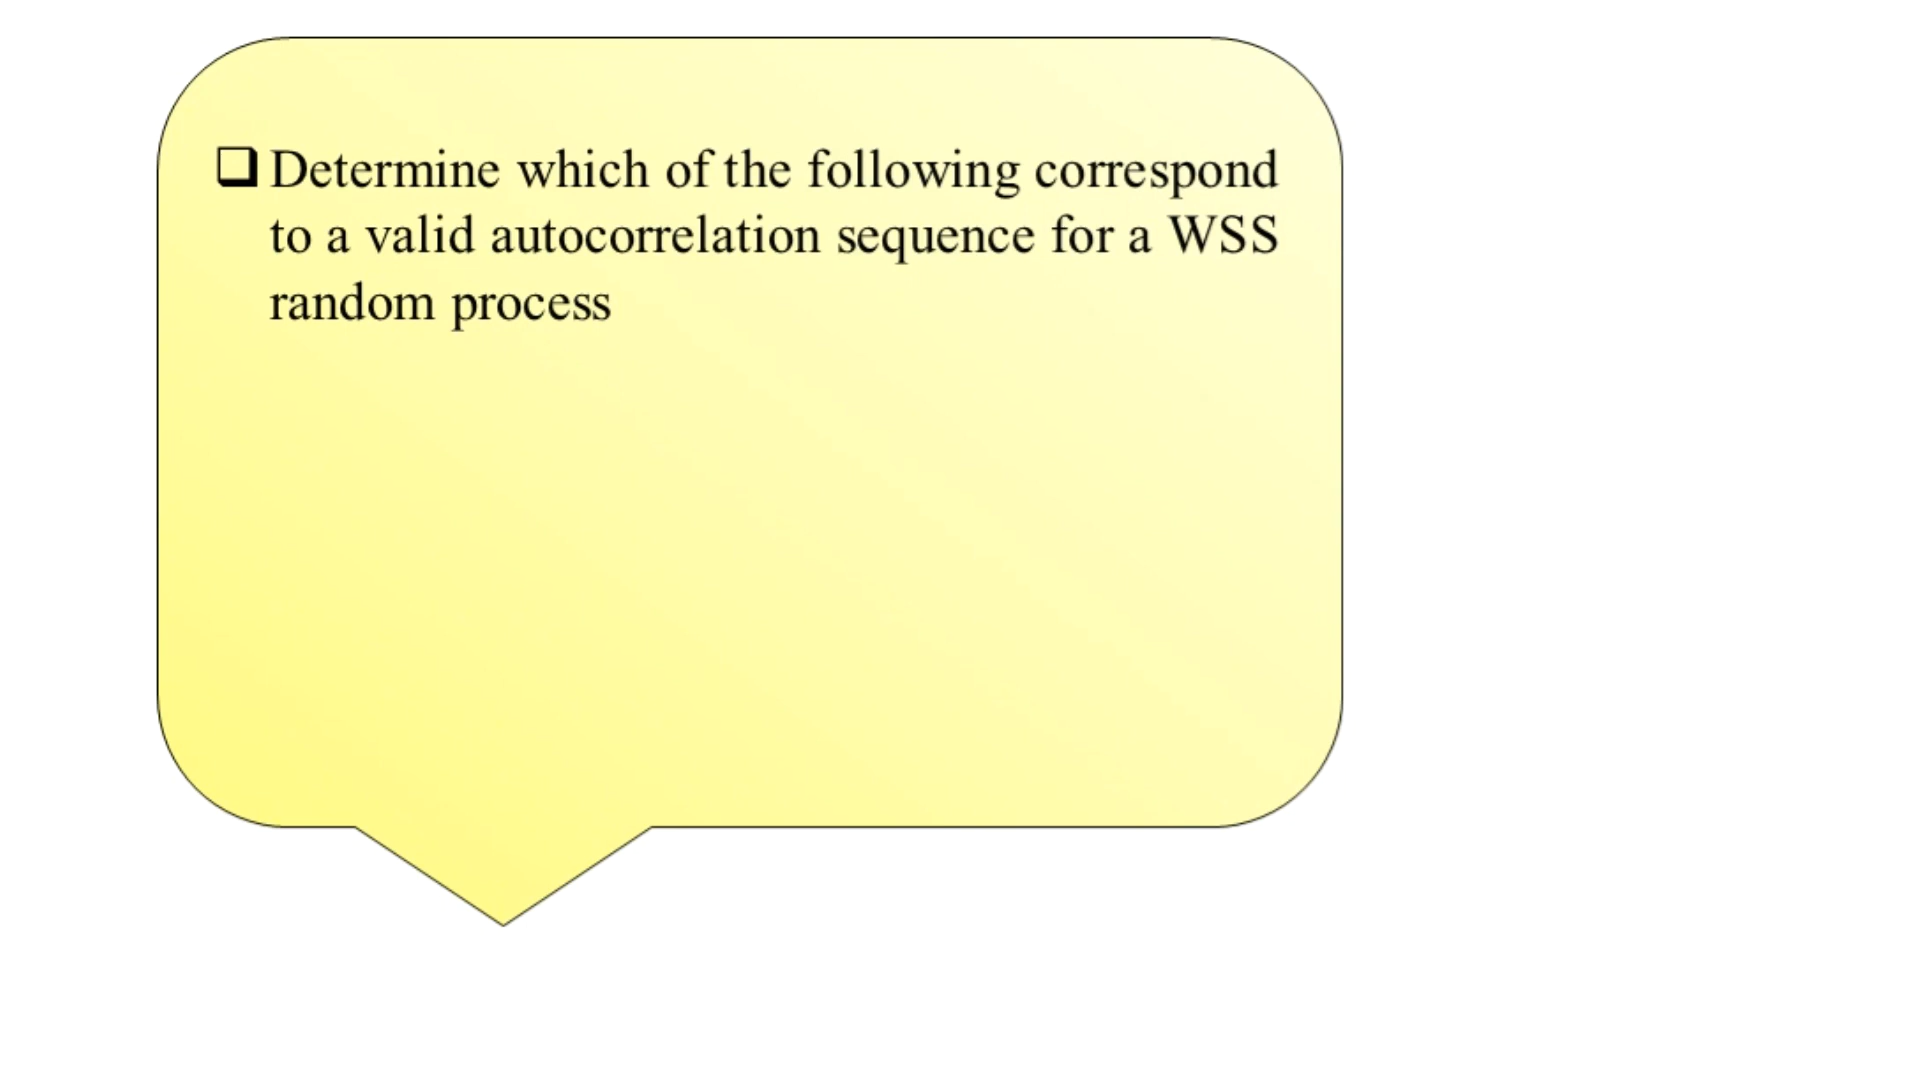 ❑ Determine which of the following correspond
to a valid autocorrelation sequence for a WSS
random process